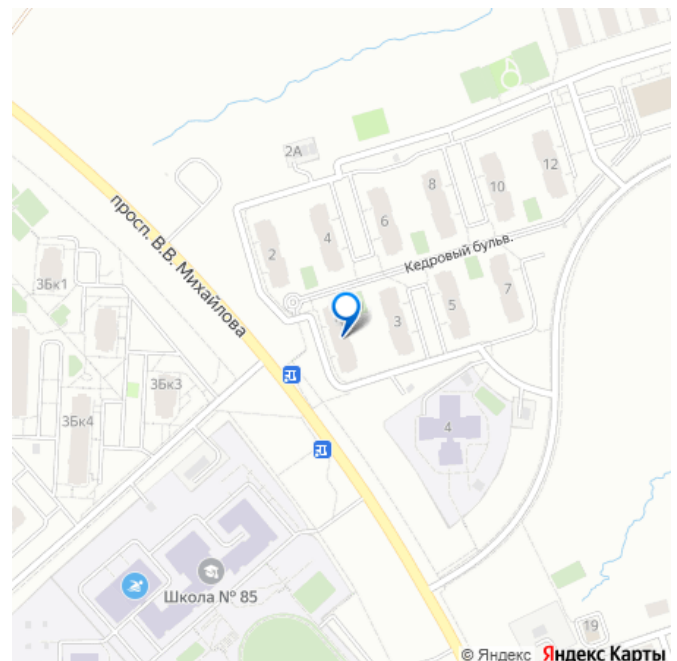 2А
12
8
10
6
4
2
просп. В.В. Михайлова
Кедровый бульв.
3Бк1
7
5
3
3Бк3
3Бк4
4
Школа № 85
19
© Яндекс Яндекс Карты